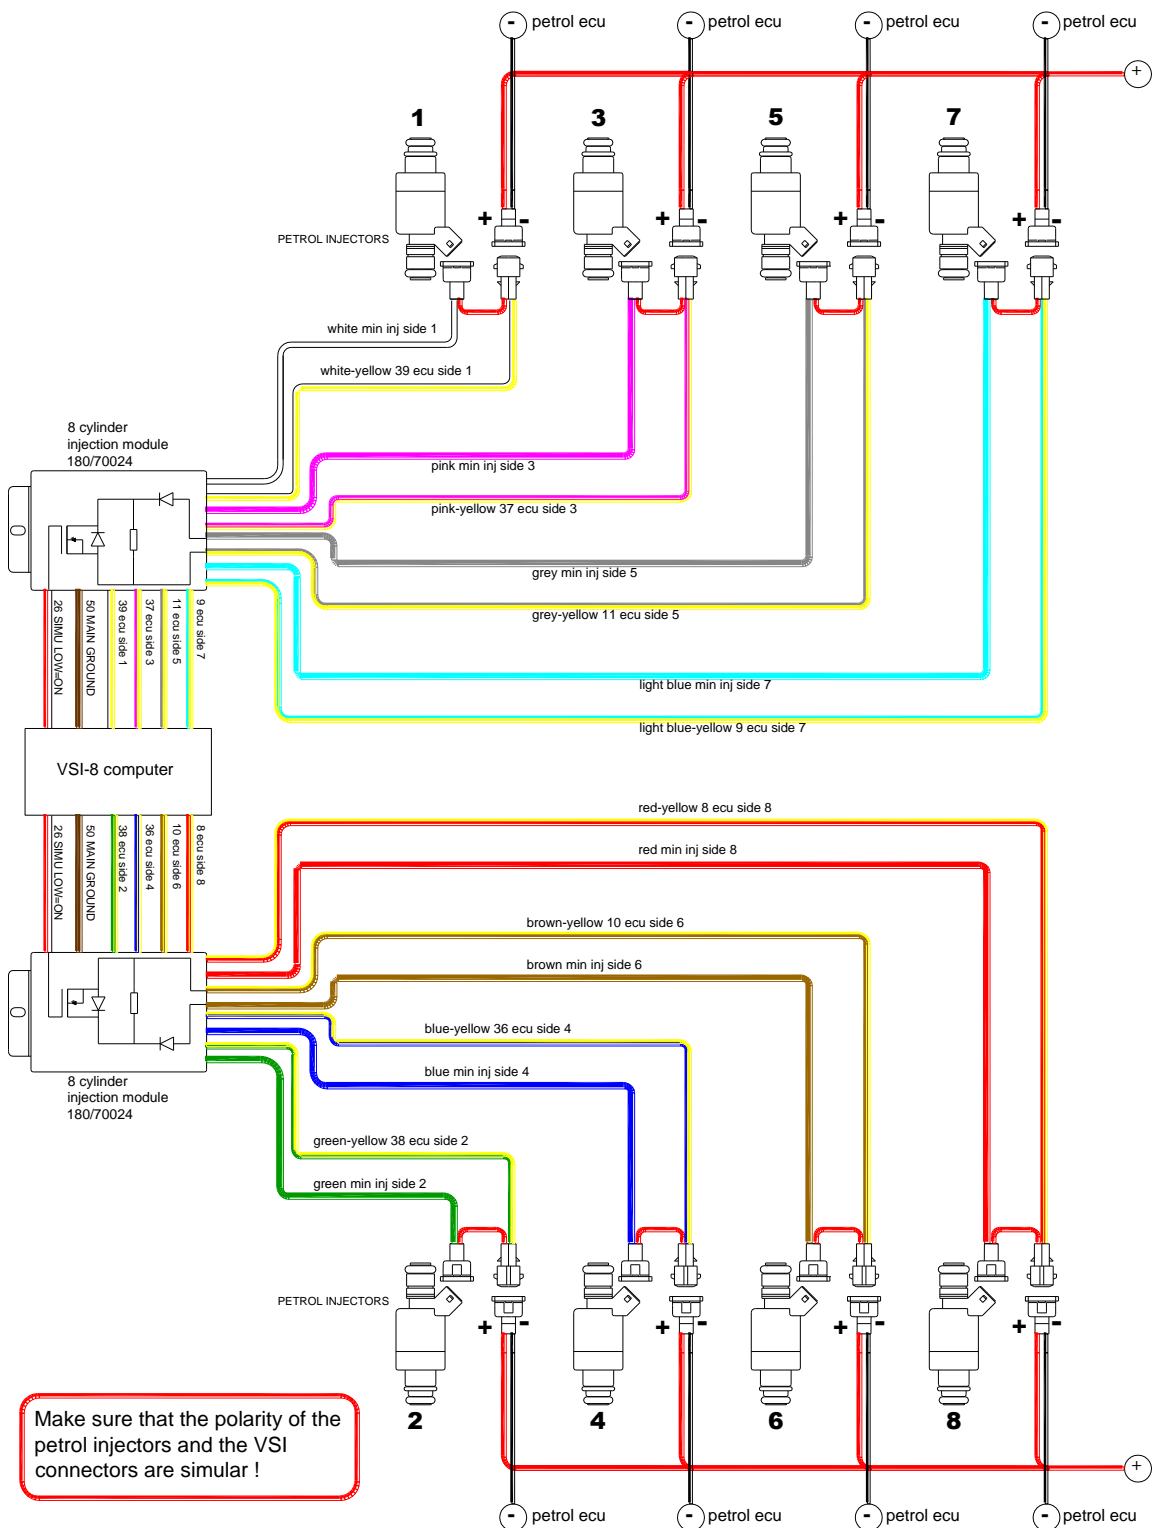 - petrol ecu - petrol ecu - petrol ecu - petrol ecu
+
1 3 5 7
+ - + - + - + -
PETROL INJECTORS
white min inj side 1
white-yellow 39 ecu side 1
8 cylinder
injection module
180/70024
pink min inj side 3
pink-yellow 37 ecu side 3
grey min inj side 5
grey-yellow 11 ecu side 5
light blue min inj side 7
light blue-yellow 9 ecu side 7
26 SIMU LOW=ON
50 MAIN GROUND
39 ecu side 1
37 ecu side 3
11 ecu side 5
9 ecu side 7
VSI-8 computer
26 SIMU LOW=ON
50 MAIN GROUND
38 ecu side 2
36 ecu side 4
10 ecu side 6
8 ecu side 8
red-yellow 8 ecu side 8
red min inj side 8
brown-yellow 10 ecu side 6
brown min inj side 6
blue-yellow 36 ecu side 4
blue min inj side 4
8 cylinder
injection module
180/70024
green-yellow 38 ecu side 2
green min inj side 2
PETROL INJECTORS
+ - + - + - + -
2 4 6 8
Make sure that the polarity of the
petrol injectors and the VSI
connectors are simular !
+
- petrol ecu - petrol ecu - petrol ecu - petrol ecu